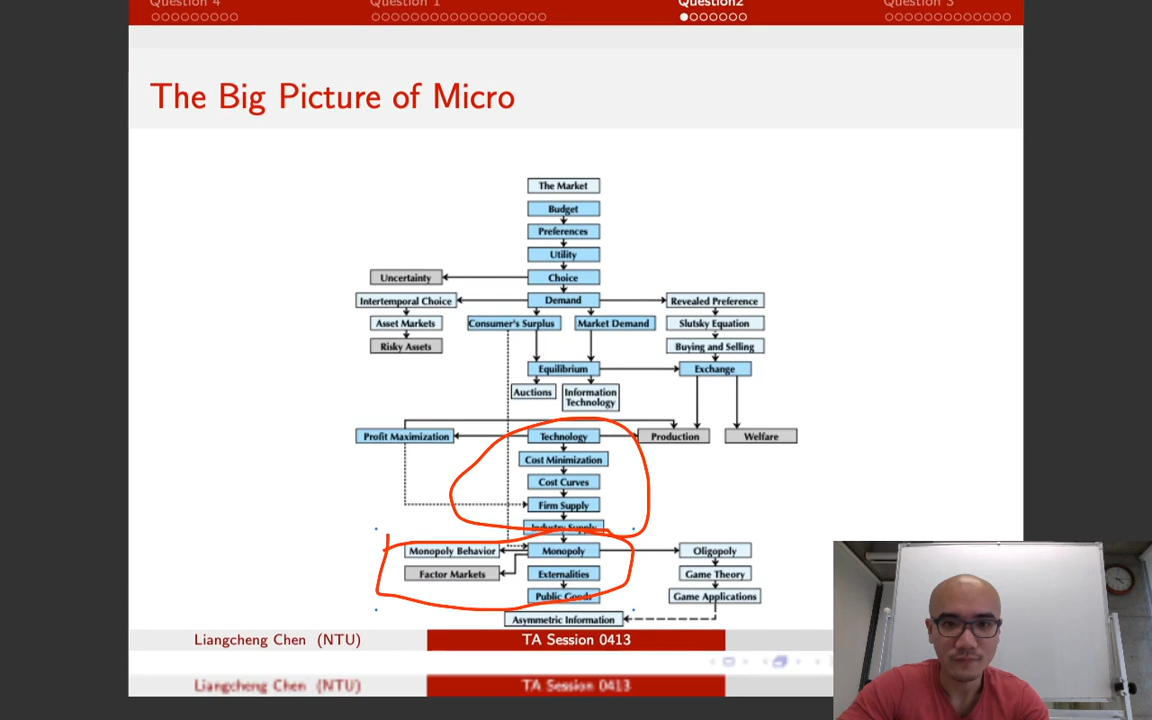 Question 4 Question 1 Question2 Question 3
The Big Picture of Micro
The Market
Budget
Preferences
Utility
Uncertainty Choice
Intertemporal Choice Demand Revealed Preference
Asset Markets Consumer's Surplus Market Demand Slutsky Equation
Risky Assets Buying and Selling
Equilibrium Exchange
Auctions Information
Technology
Profit Maximization Technology Production Welfare
Cost Minimization
Cost Curves
Firm Supply
Industry Supply
Monopoly Behavior Monopoly Oligopoly
Factor Markets Externalities Game Theory
Public Goods Game Applications
Asymmetric Information
Liangcheng Chen (NTU) TA Session 0413
Liangcheng Chen (NTU) TA Session 0413